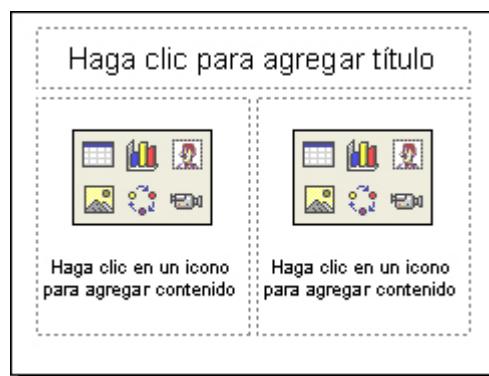 Haga clic para agregar título
Haga clic en un icono
para agregar contenido
Haga clic en un icono
para agregar contenido